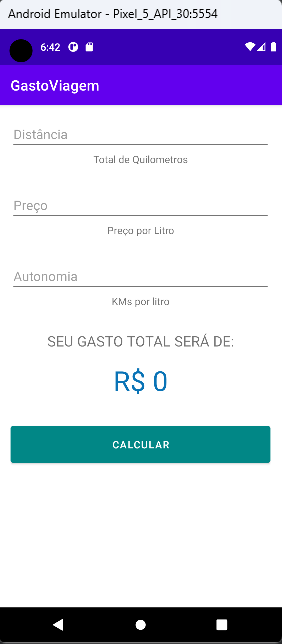 Android Emulator - Pixel_5_API_30:5554
6:42
GastoViagem
Distância
Total de Quilometros
Preço
Preço por Litro
Autonomia
KMs por litro
SEU GASTO TOTAL SERÁ DE:
R$ 0
CALCULAR